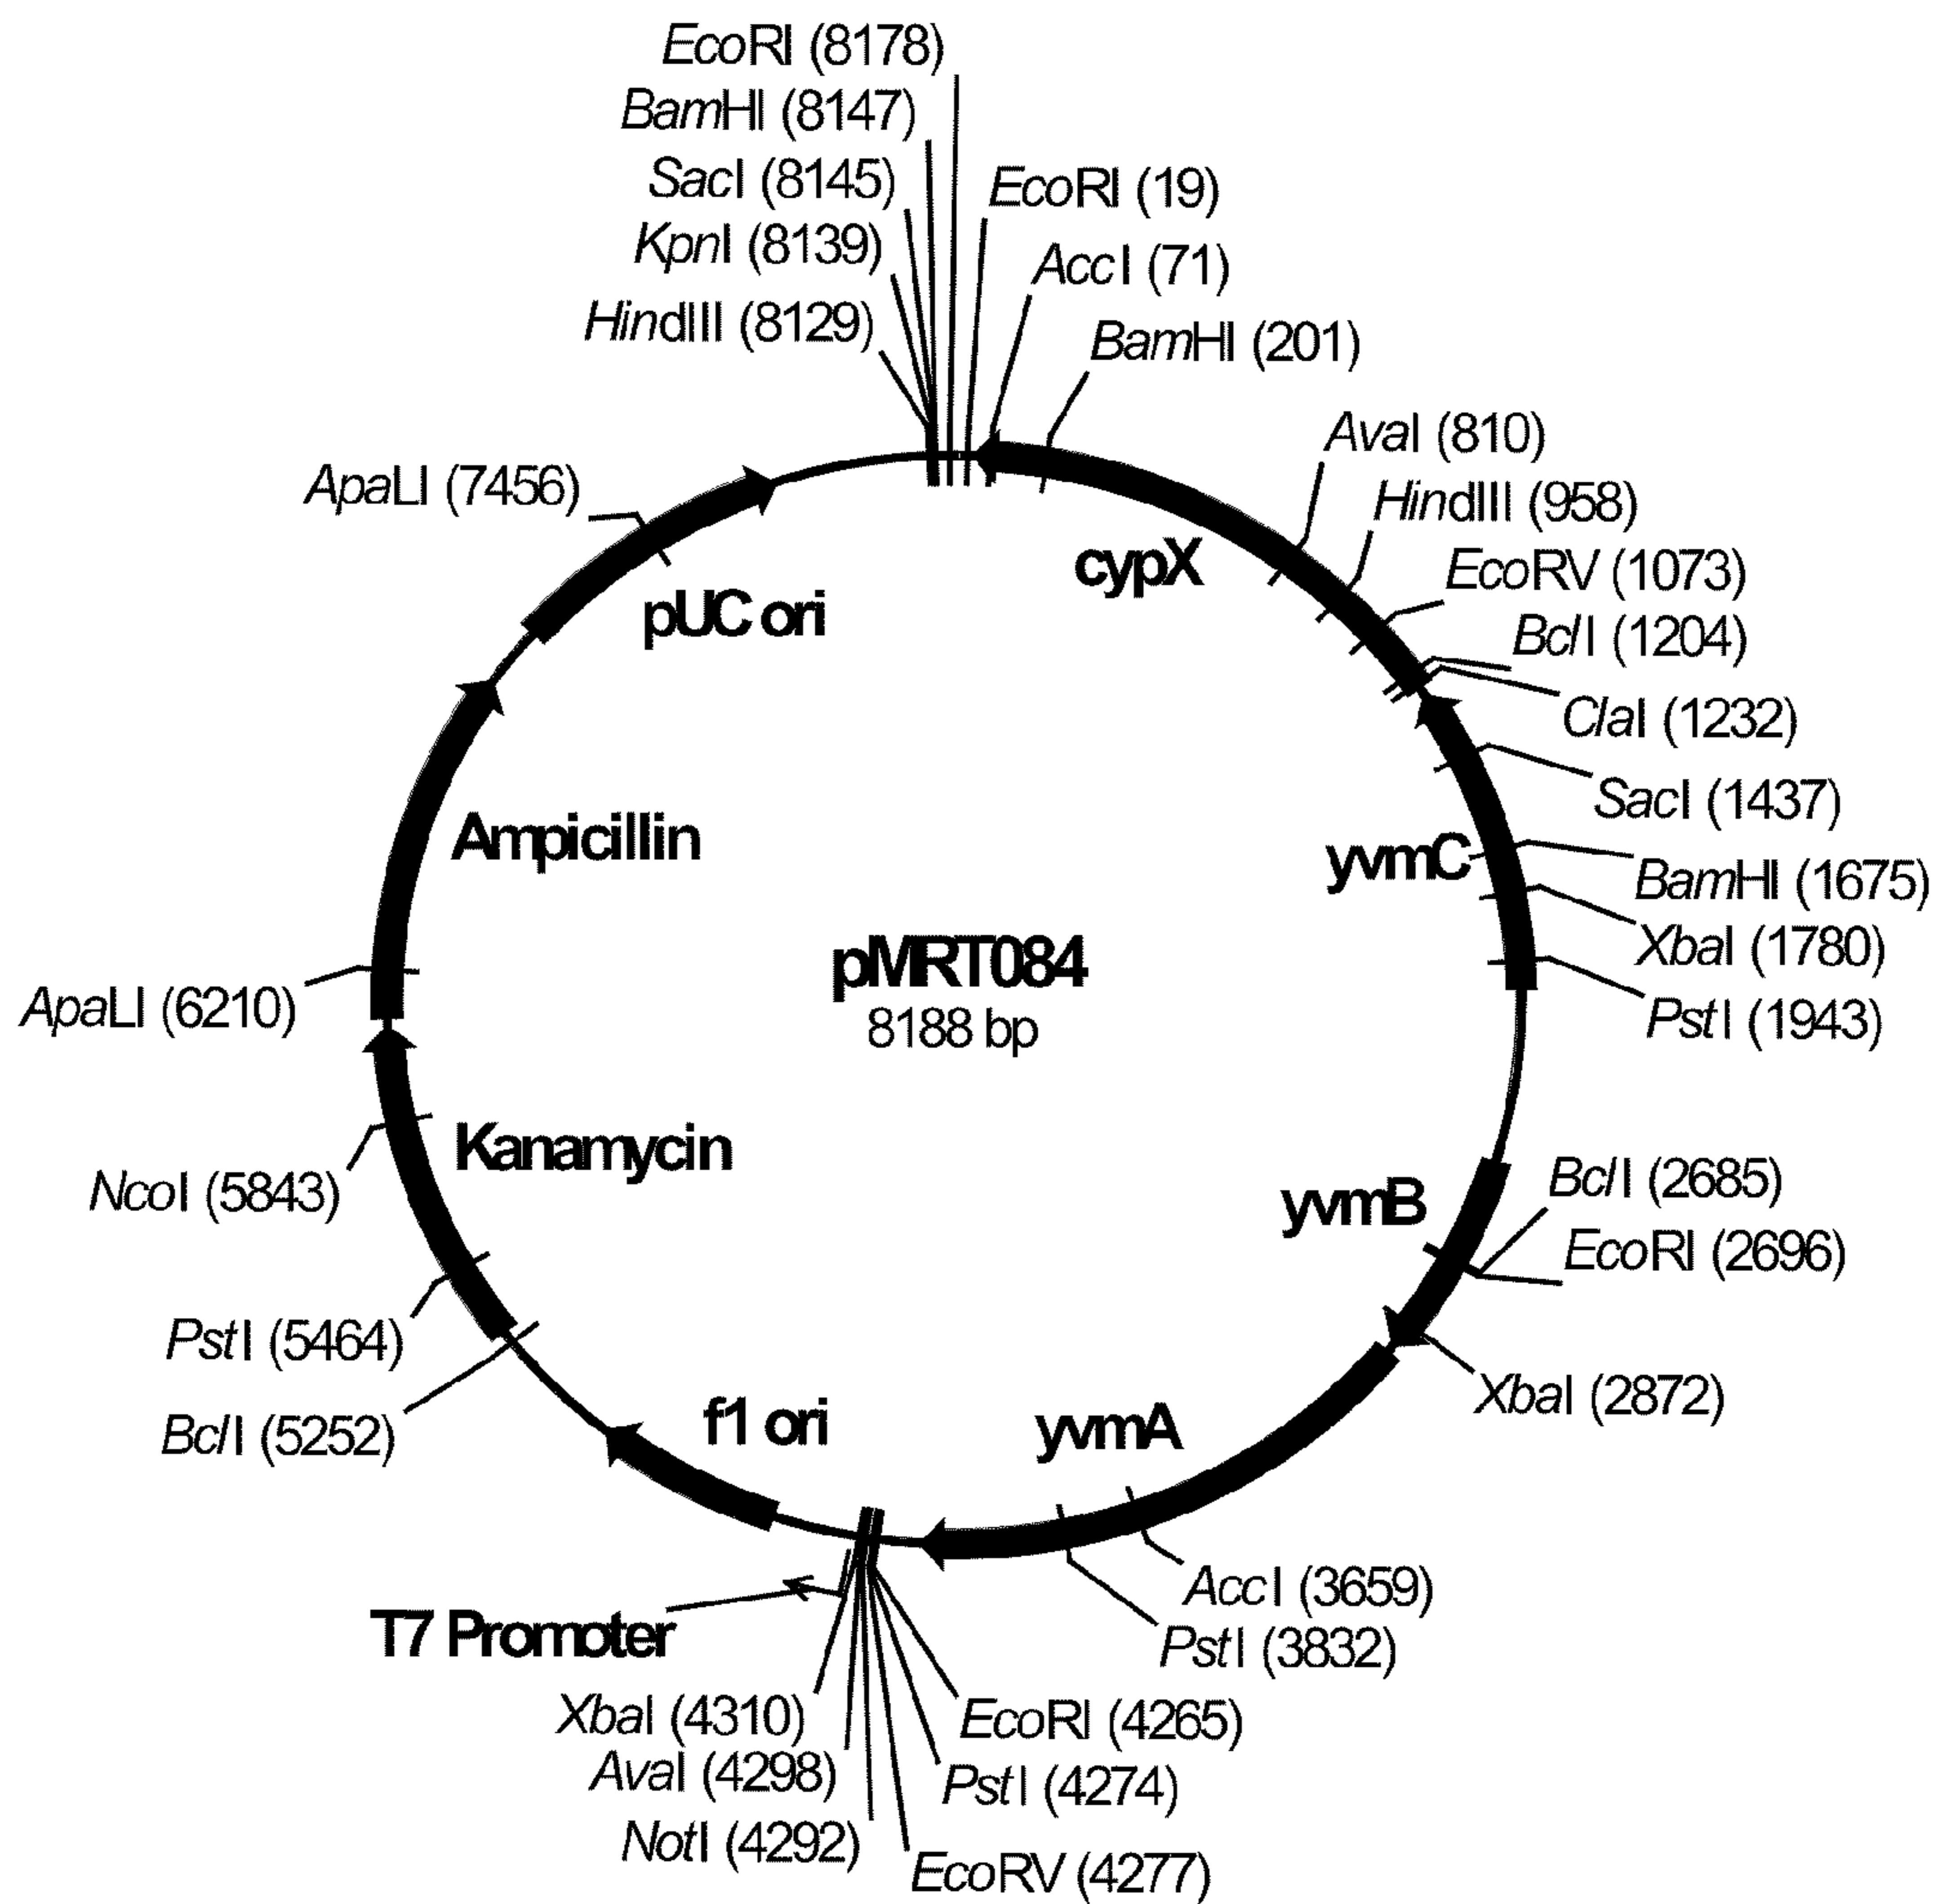 EcoRI (8178)
BamHI (8147)
SacI (8145)
KpnI (8139)
HindIII (8129)
EcoRI (19)
AccI (71)
BamHI (201)
AvaI (810)
HindIII (958)
EcoRV (1073)
BclI (1204)
ClaI (1232)
SacI (1437)
BamHI (1675)
XbaI (1780)
PstI (1943)
BclI (2685)
EcoRI (2696)
XbaI (2872)
AccI (3659)
PstI (3832)
EcoRI (4265)
PstI (4274)
EcoRV (4277)
NotI (4292)
AvaI (4298)
XbaI (4310)
T7 Promoter
BclI (5252)
PstI (5464)
NcoI (5843)
ApaLI (6210)
ApaLI (7456)
cypX
yvmC
yvmB
yvmA
f1 ori
Kanamycin
Ampicillin
pUC ori
pMRT084
8188 bp